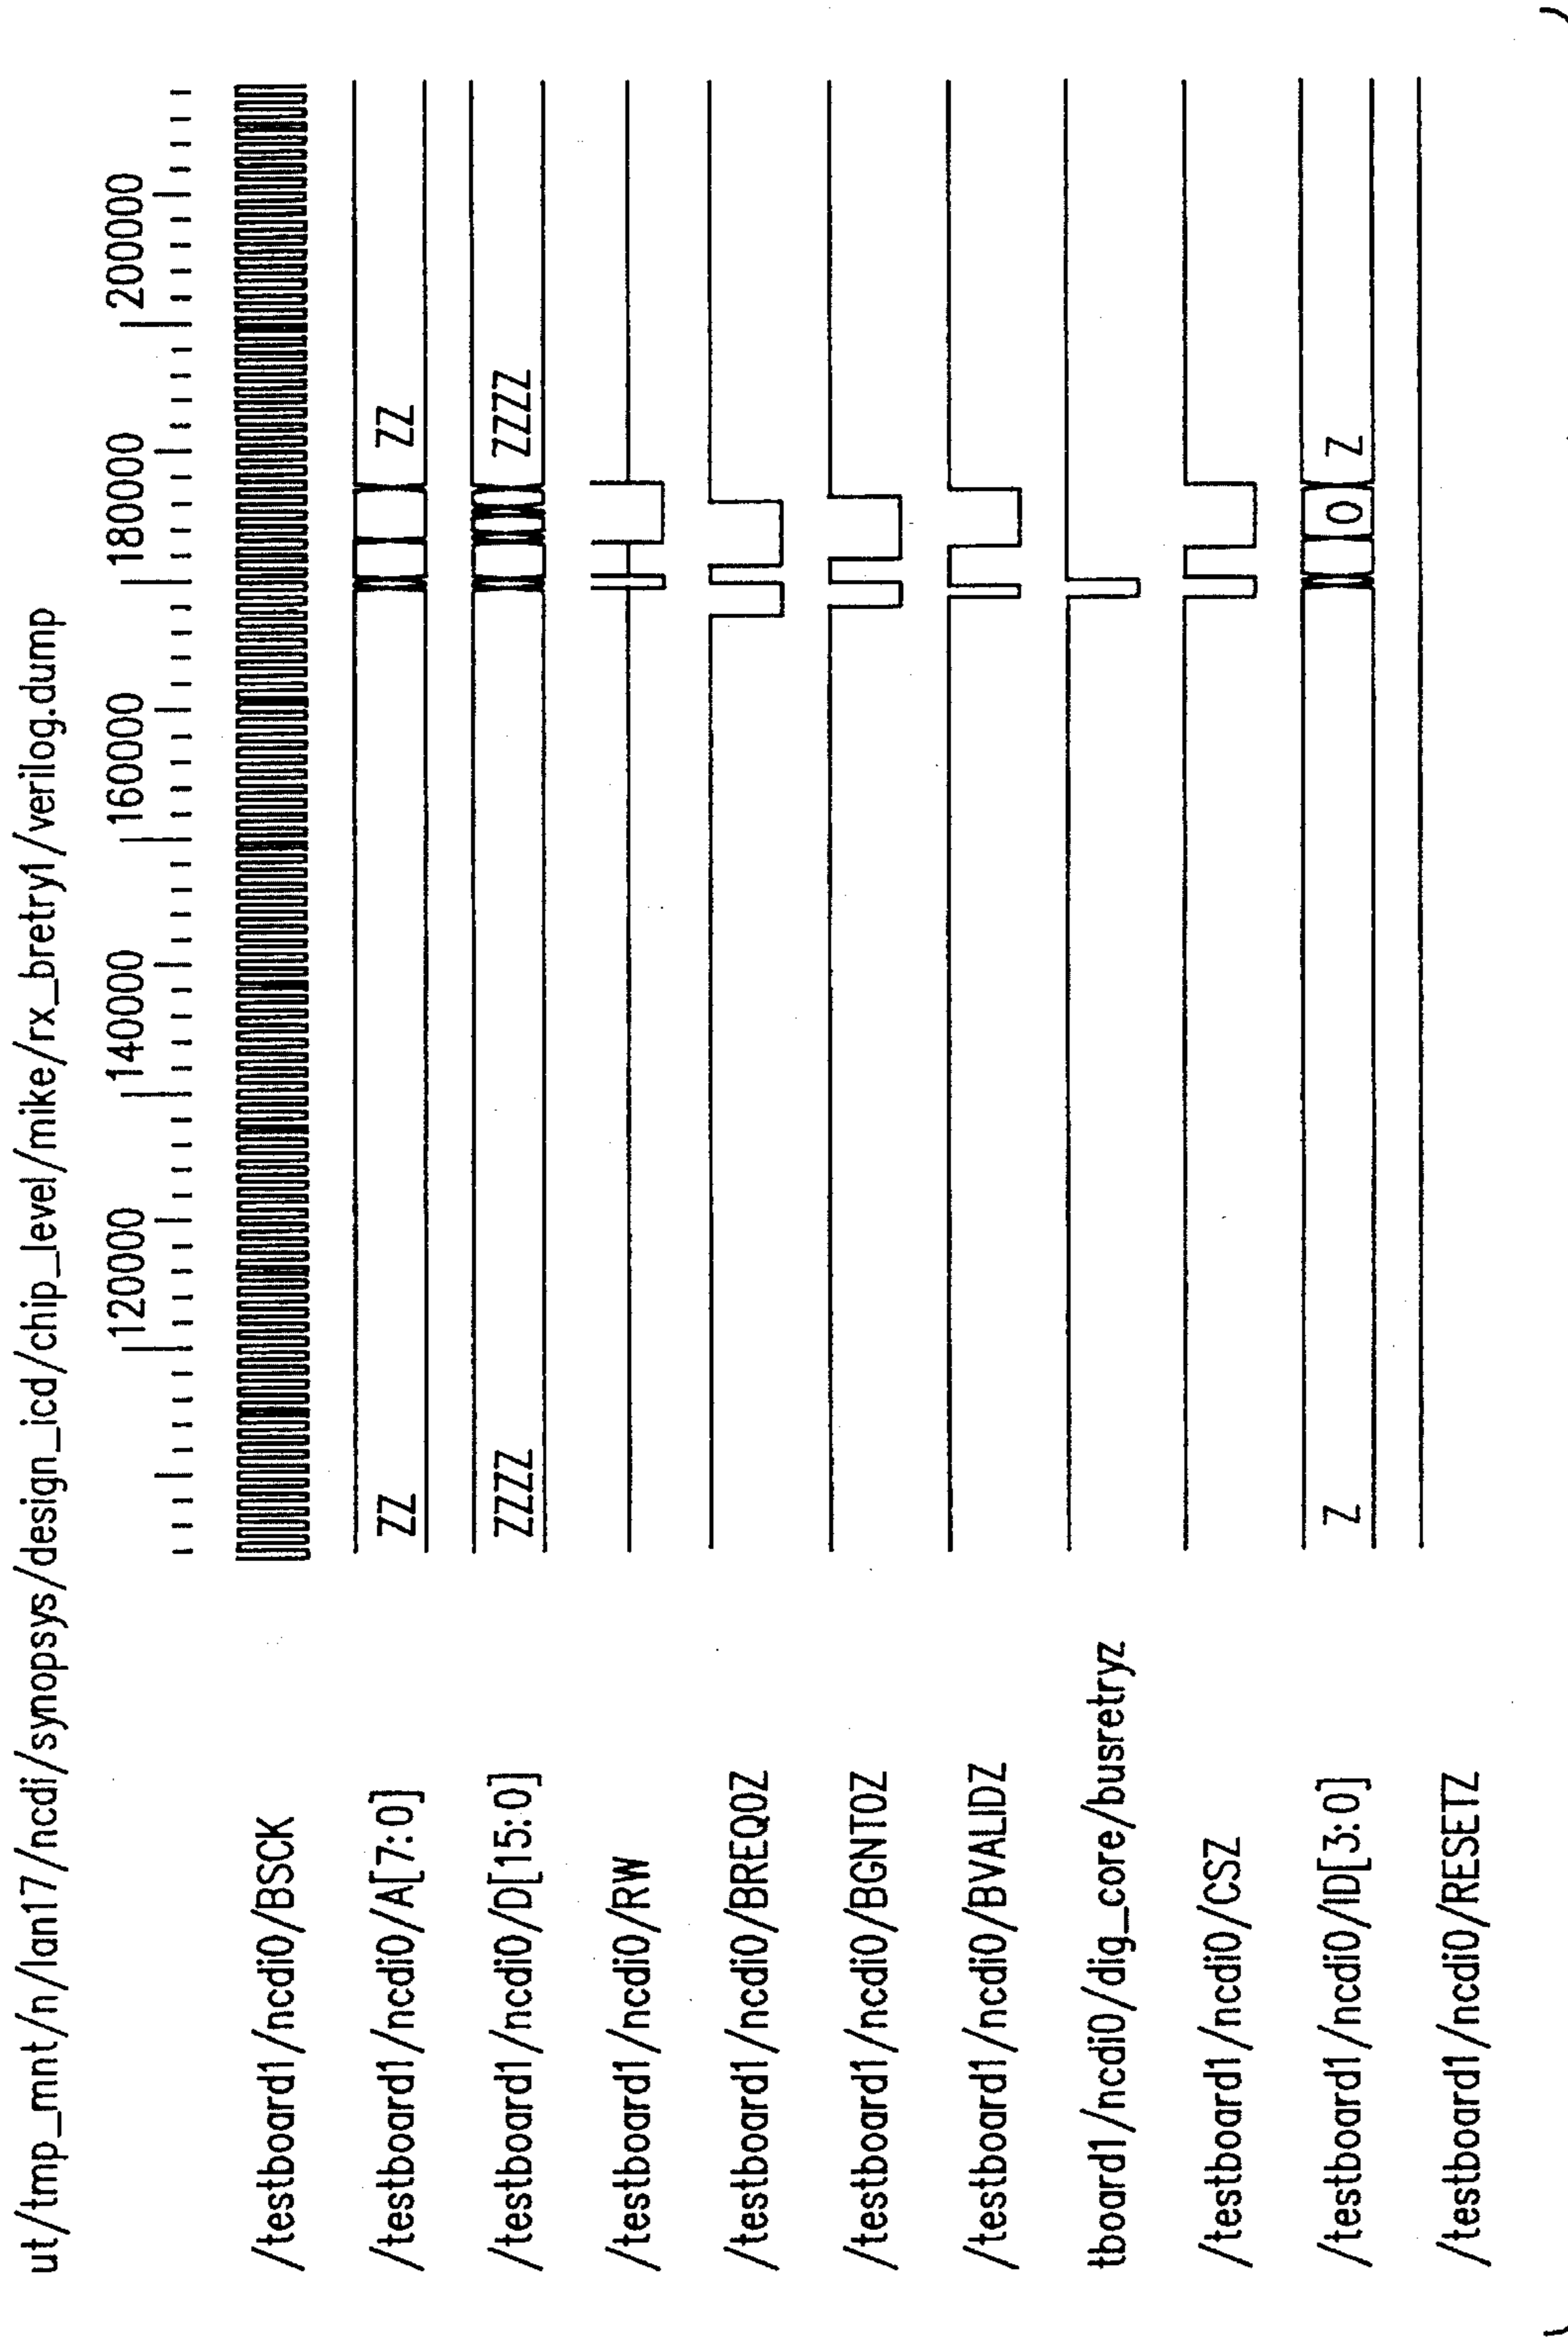 ut/tmp_mnt/n/lan17/ncdi/synopsys/design_icd/chip_level/mike/rx_bretry1/verilog.dump
120000 140000 160000 180000 200000
/testboard1/ncdi0/BSCK
/testboard1/ncdi0/A[7:0] ZZ ZZ
/testboard1/ncdi0/D[15:0] ZZZZ ZZZZ
/testboard1/ncdi0/RW
/testboard1/ncdi0/BREQ0Z
/testboard1/ncdi0/BGNT0Z
/testboard1/ncdi0/BVALIDZ
tboard1/ncdi0/dig_core/busretryz
/testboard1/ncdi0/CSZ
/testboard1/ncdi0/ID[3:0] Z 0 Z
/testboard1/ncdi0/RESETZ